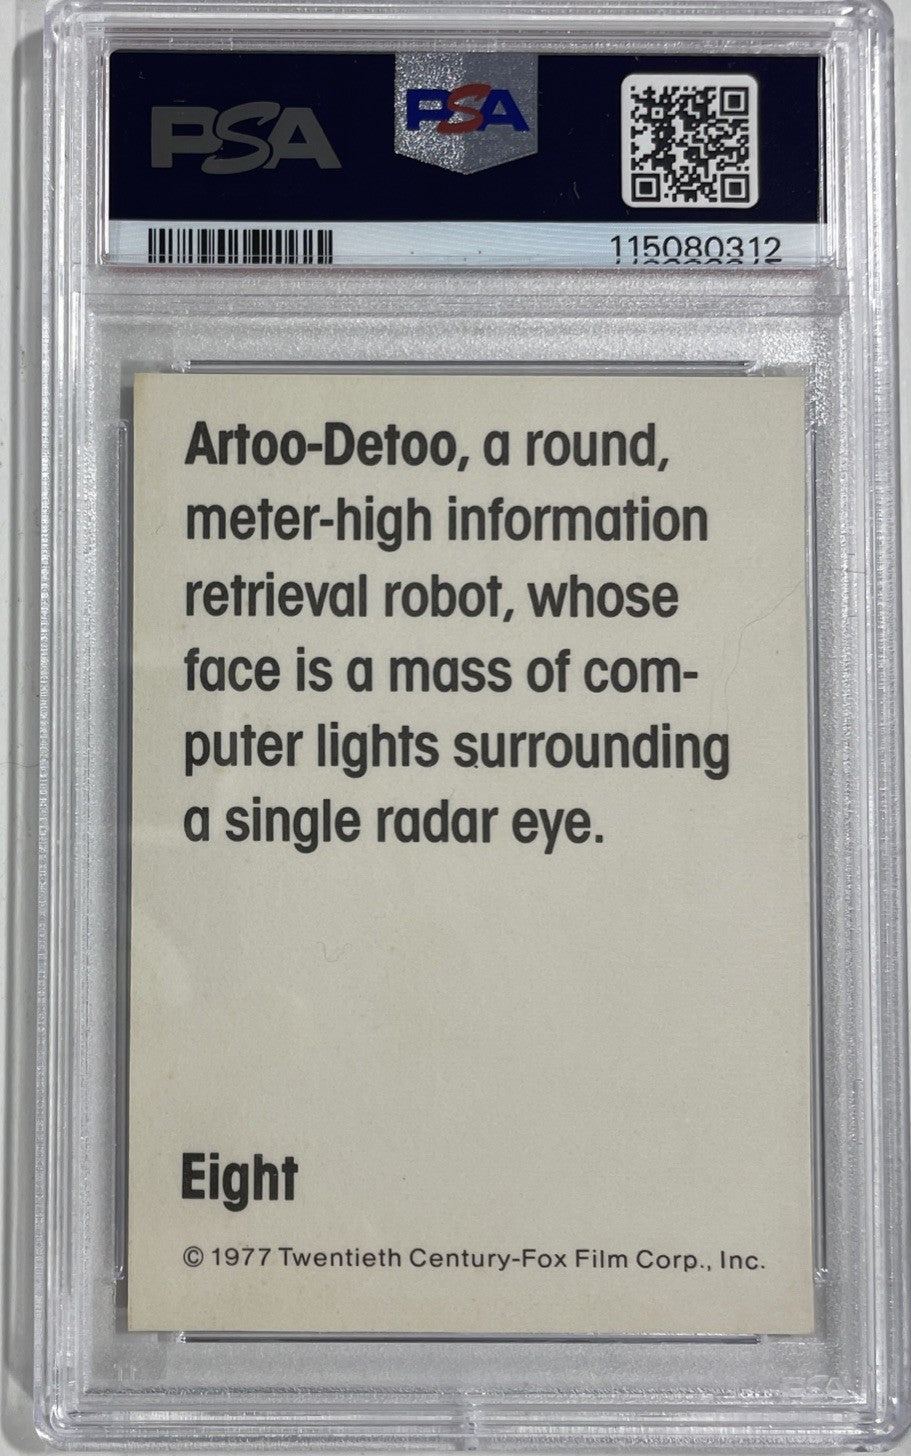 PSA PSA
115080312
Artoo-Detoo, a round,
meter-high information
retrieval robot, whose
face is a mass of com-
puter lights surrounding
a single radar eye.
Eight
© 1977 Twentieth Century-Fox Film Corp., Inc.